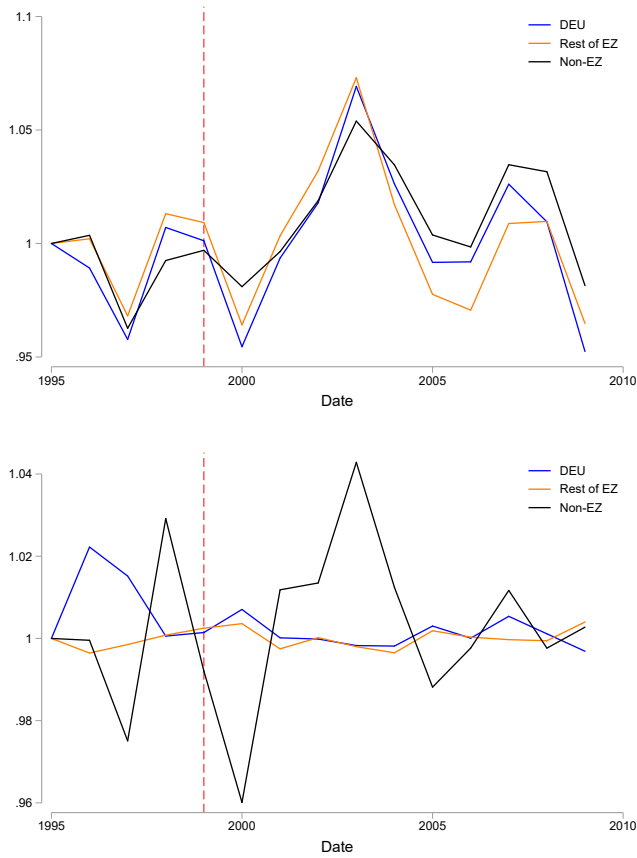 1.1
1.05
1
.95
DEU
Rest of EZ
Non-EZ
1995
2000
2005
2010
Date
1.04
1.02
1
.98
.96
DEU
Rest of EZ
Non-EZ
1995
2000
2005
2010
Date